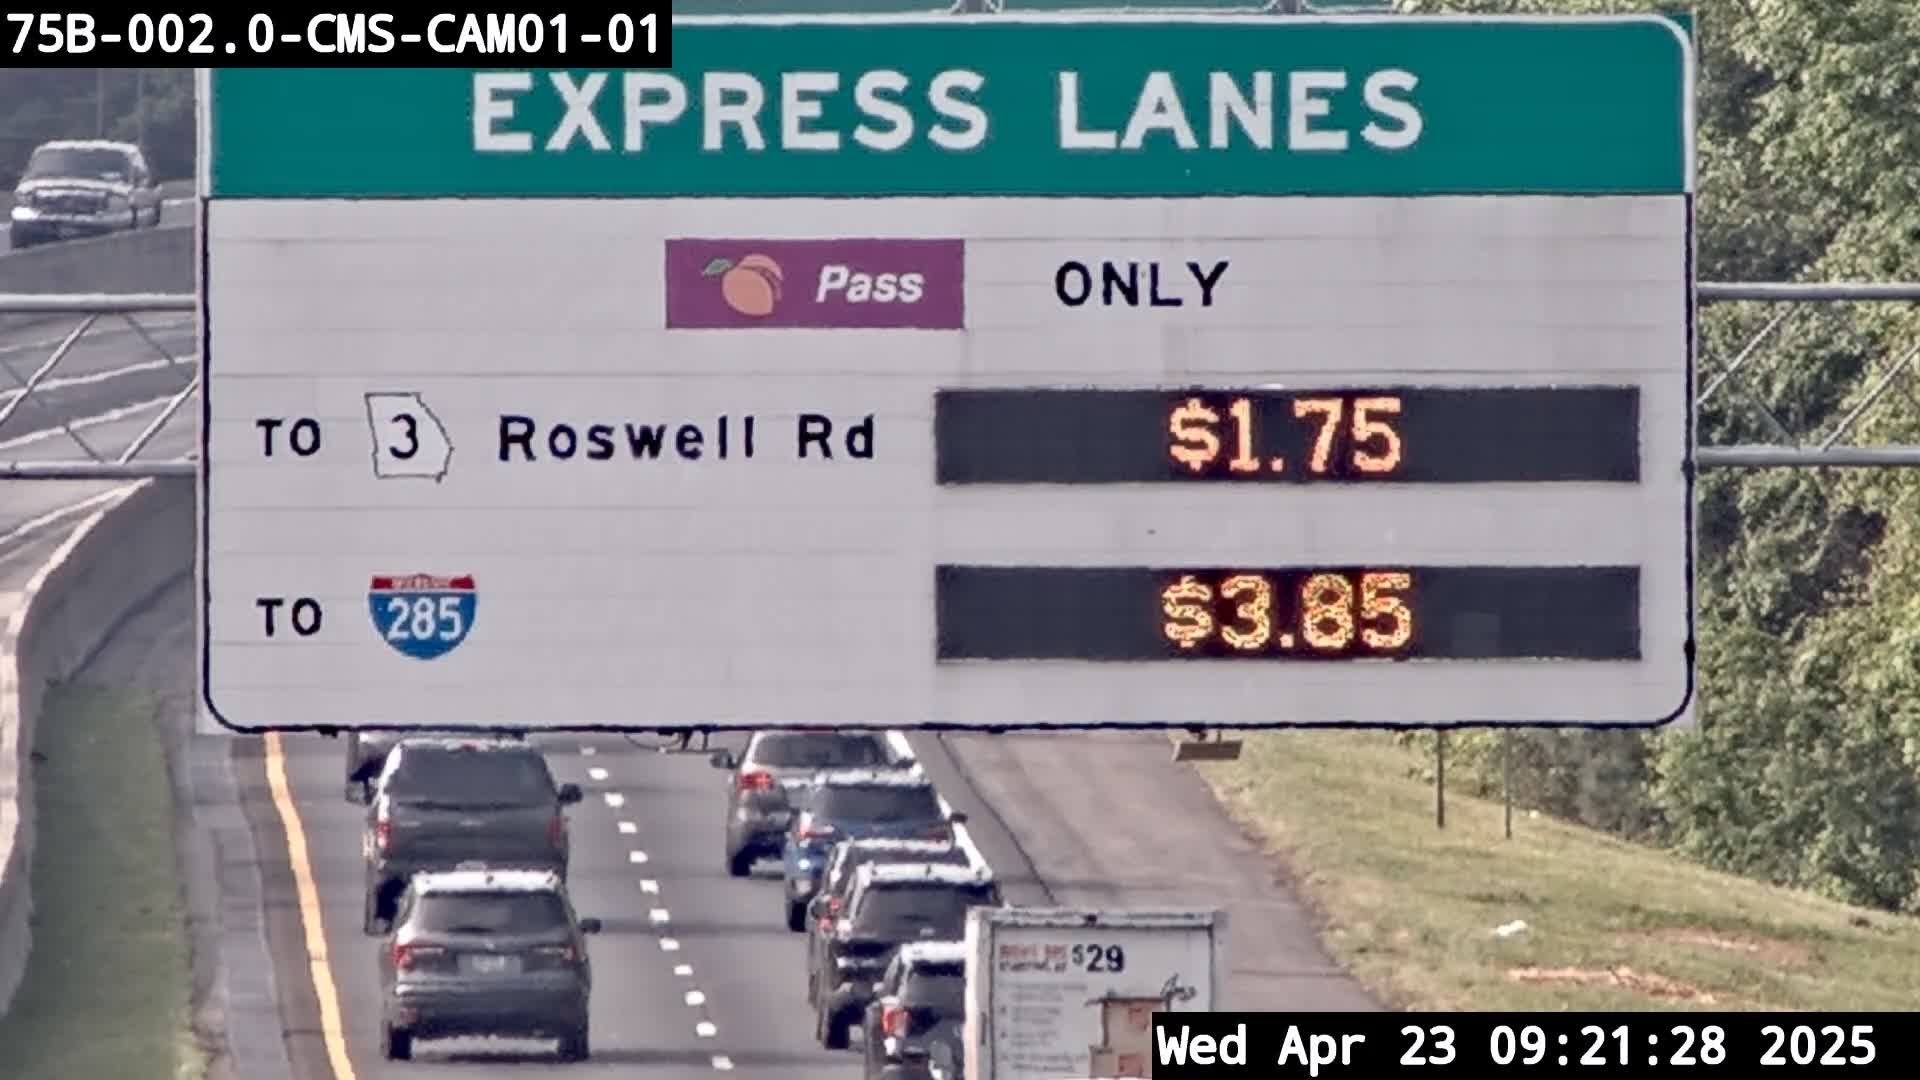 75B-002.0-CMS-CAM01-01
EXPRESS LANES
Pass ONLY
TO 3 Roswell Rd $1.75
TO 285 $3.85
$29
Wed Apr 23 09:21:28 2025